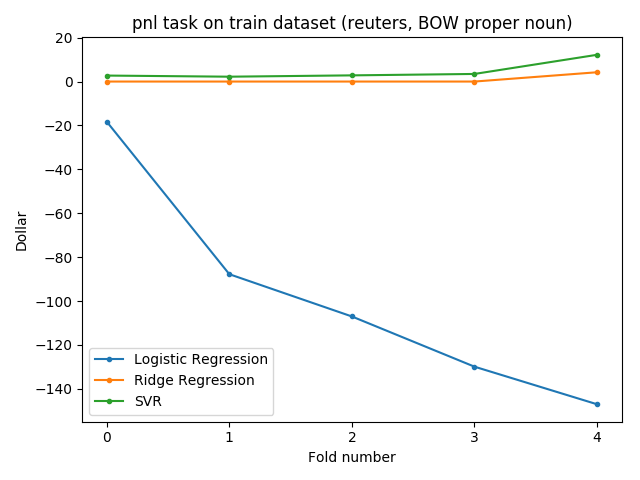 pnl task on train dataset (reuters, BOW proper noun)
20
0
−20
−40
−60
−80
−100
−120
−140
Dollar
Logistic Regression
Ridge Regression
SVR
0 1 2 3 4
Fold number